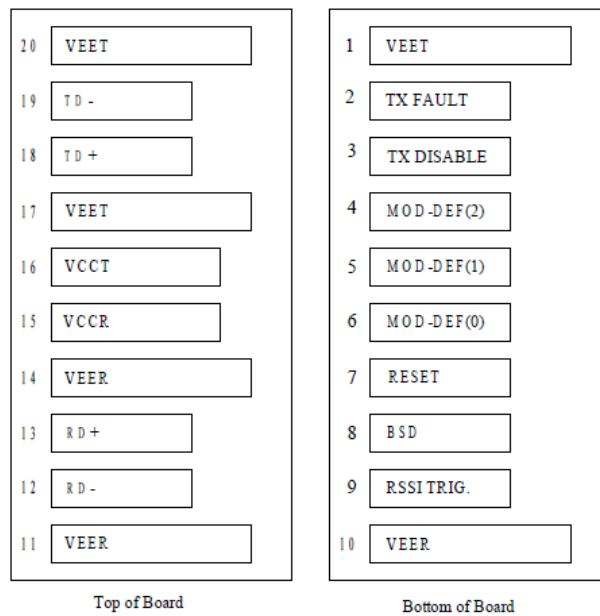 20 VEET
19 TD-
18 TD+
17 VEET
16 VCCT
15 VCCR
14 VEER
13 RD+
12 RD-
11 VEER
Top of Board
1 VEET
2 TX FAULT
3 TX DISABLE
4 MOD-DEF(2)
5 MOD-DEF(1)
6 MOD-DEF(0)
7 RESET
8 BSD
9 RSSI TRIG.
10 VEER
Bottom of Board